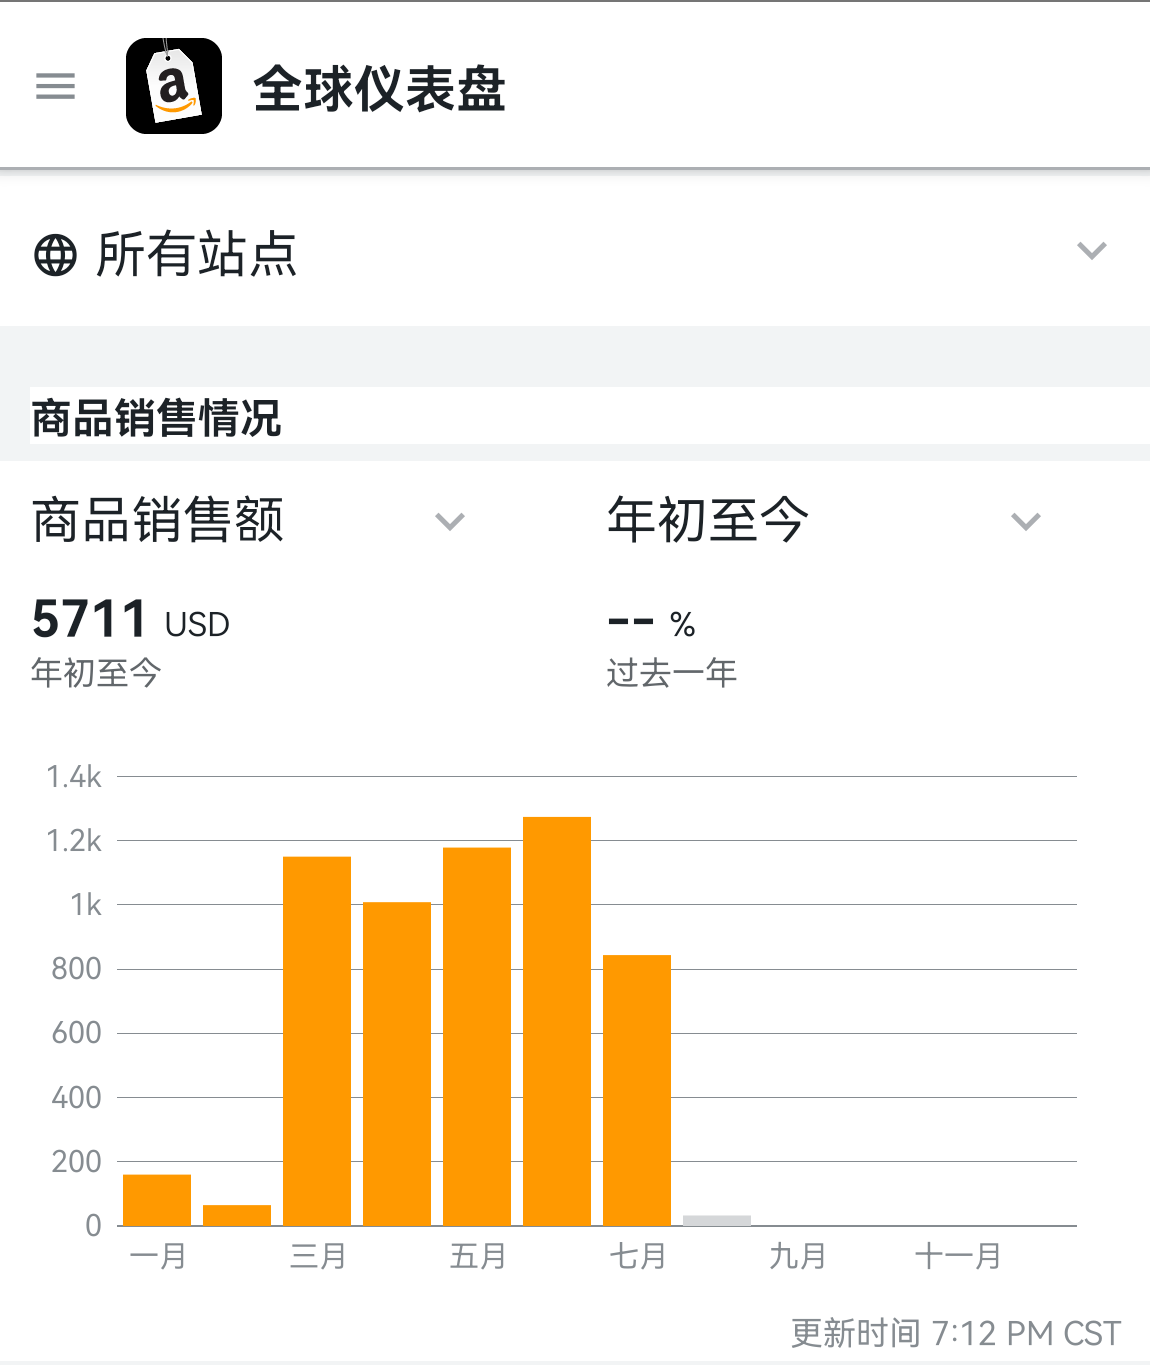 a
全球仪表盘
所有站点
商品销售情况
商品销售额 年初至今
5711 USD -- %
年初至今 过去一年
1.4k
1.2k
1k
800
600
400
200
0
一月 三月 五月 七月 九月 十一月
更新时间 7:12 PM CST